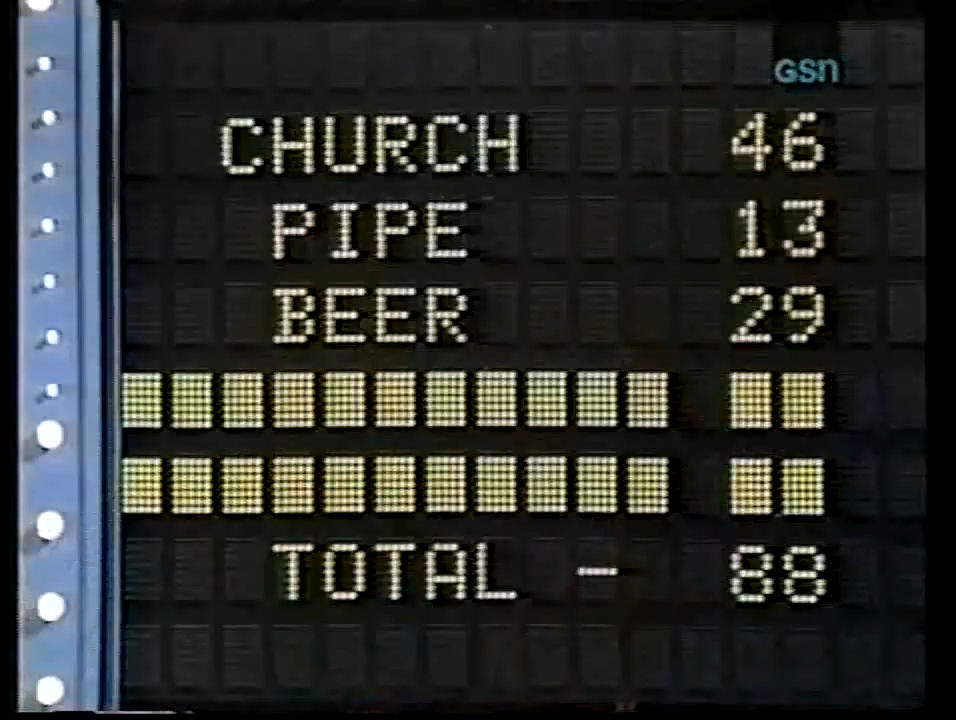 GSN
CHURCH 46
PIPE 13
BEER 29
TOTAL - 88